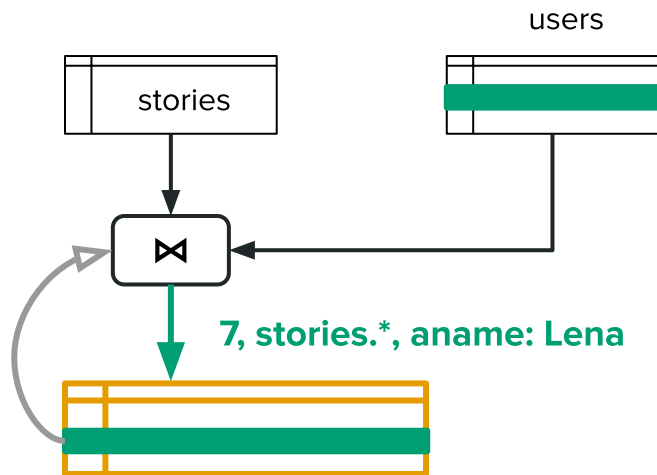 users
stories
⋈
7, stories.*, aname: Lena